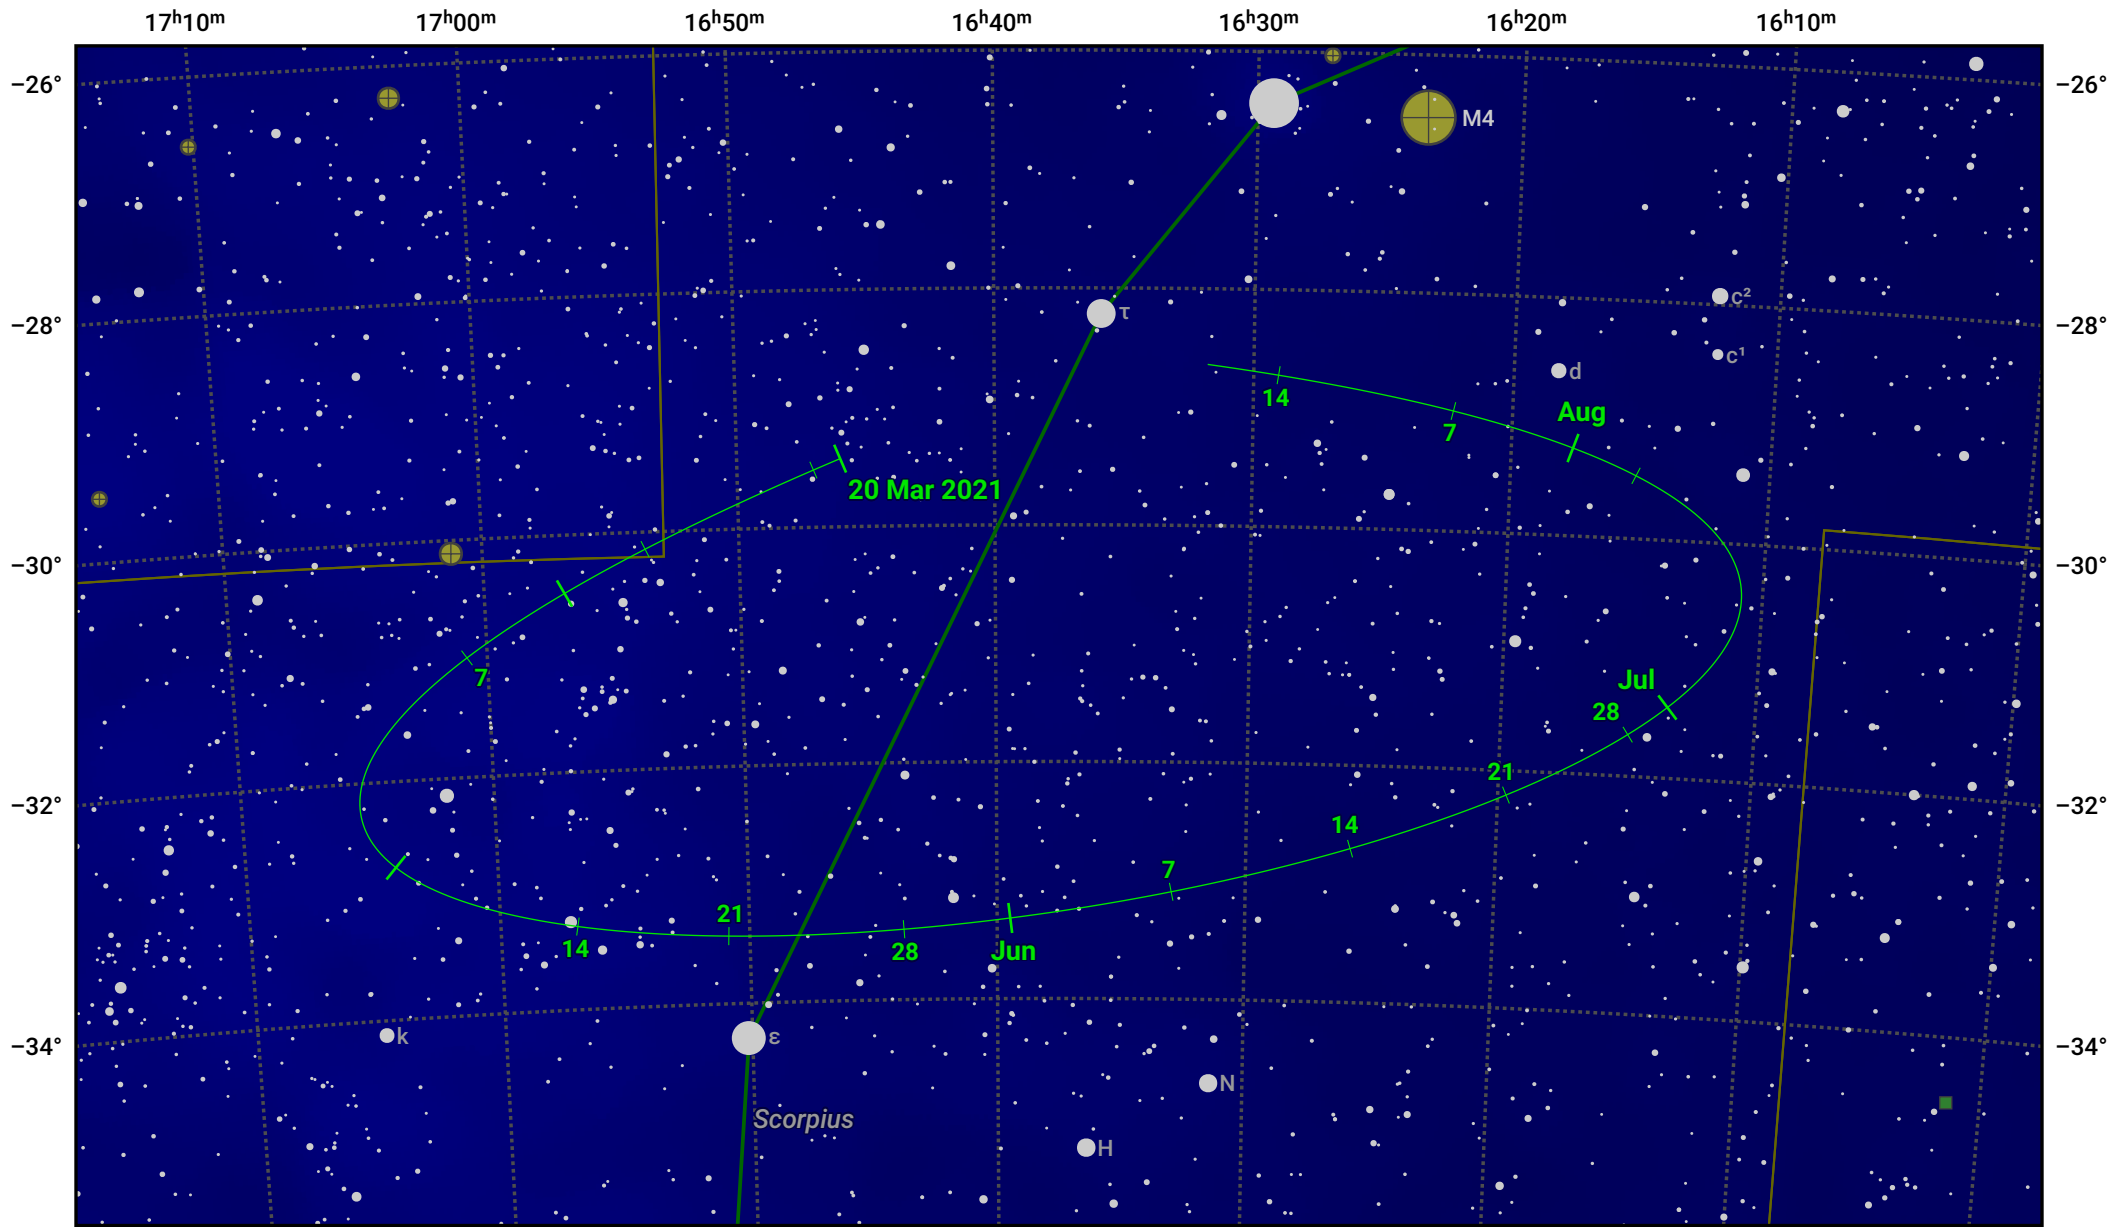 17ʰ10ᵐ 17ʰ00ᵐ 16ʰ50ᵐ 16ʰ40ᵐ 16ʰ30ᵐ 16ʰ20ᵐ 16ʰ10ᵐ
−26° −26°
M4
c²
−28° τ −28°
c¹
d
14
Aug
7
20 Mar 2021
−30° −30°
7
Jul
28
21
−32° −32°
14
7
21
14 28 Jun
k ε −34° −34°
N
Scorpius
H